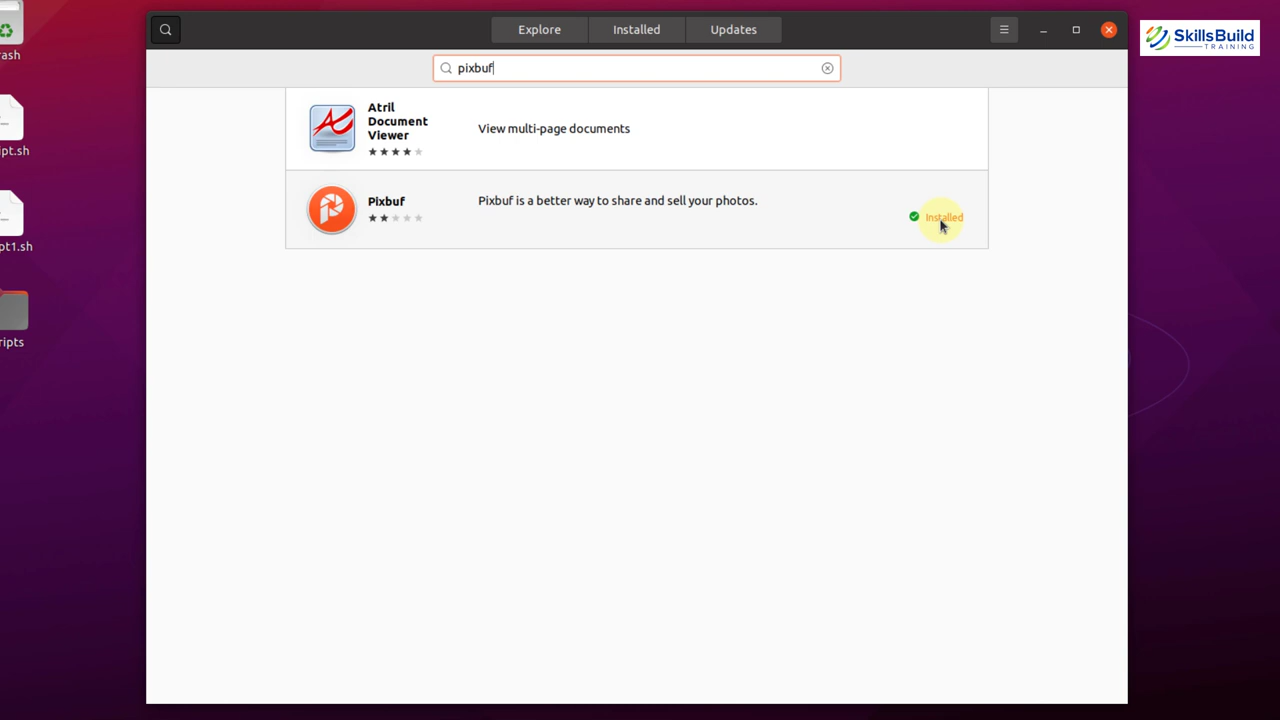 Explore
Installed
Updates
SkillsBuild
TRAINING
pixbuf
Atril
Document
Viewer
View multi-page documents
Pixbuf
Pixbuf is a better way to share and sell your photos.
Installed
rash
ipt.sh
pt1.sh
ripts